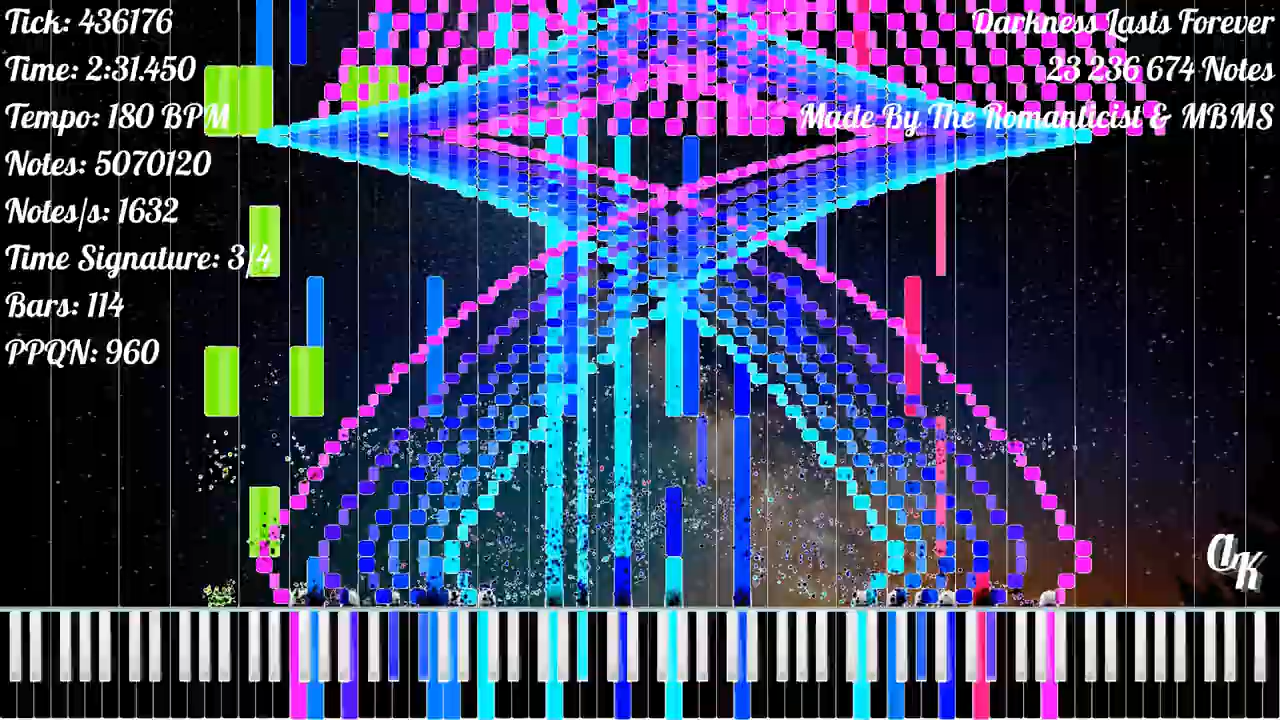 Tick: 436176
Time: 2:31.450
Tempo: 180 BPM
Notes: 5070120
Notes/s: 1632
Time Signature: 3/4
Bars: 114
PPQN: 960
Darkness Lasts Forever
23 236 674 Notes
Made By The Romanticist & MBMS
AK